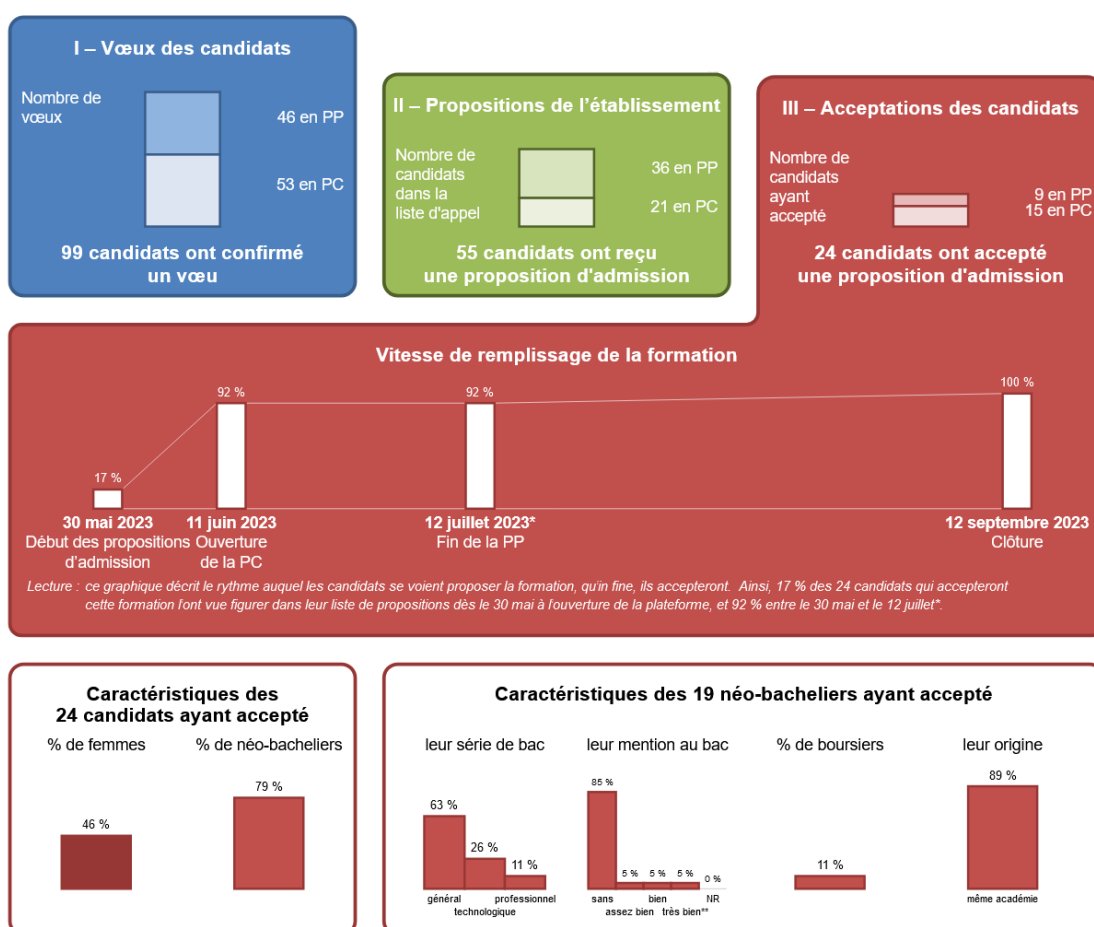 I – Vœux des candidats
Nombre de
vœux
46 en PP
53 en PC
99 candidats ont confirmé
un vœu
II – Propositions de l'établissement
Nombre de
candidats
dans la
liste d'appel
36 en PP
21 en PC
55 candidats ont reçu
une proposition d'admission
III – Acceptations des candidats
Nombre de
candidats
ayant
accepté
9 en PP
15 en PC
24 candidats ont accepté
une proposition d'admission
Vitesse de remplissage de la formation
17 %
92 %
92 %
100 %
30 mai 2023
Début des propositions
d'admission
11 juin 2023
Ouverture
de la PC
12 juillet 2023*
Fin de la PP
12 septembre 2023
Clôture
Lecture : ce graphique décrit le rythme auquel les candidats se voient proposer la formation, qu'in fine, ils accepteront. Ainsi, 17 % des 24 candidats qui accepteront
cette formation l'ont vue figurer dans leur liste de propositions dès le 30 mai à l'ouverture de la plateforme, et 92 % entre le 30 mai et le 12 juillet*.
Caractéristiques des
24 candidats ayant accepté
% de femmes
46 %
% de néo-bacheliers
79 %
Caractéristiques des 19 néo-bacheliers ayant accepté
leur série de bac
63 %
26 %
11 %
général
professionnel
technologique
leur mention au bac
85 %
5 %
5 %
5 %
0 %
sans
bien
NR
assez bien
très bien**
% de boursiers
11 %
leur origine
89 %
même académie